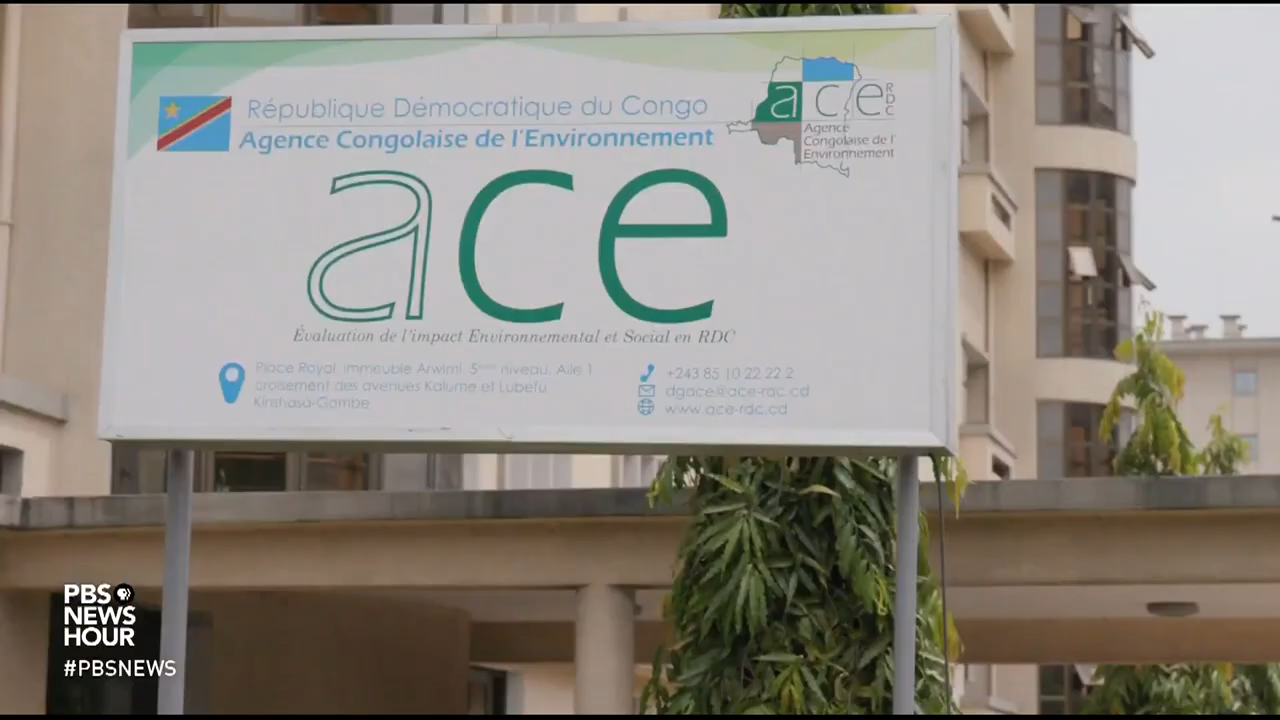 République Démocratique du Congo
Agence Congolaise de l'Environnement
ace RDC
Agence
Congolaise de l'
Environnement
ace
Évaluation de l'impact Environnemental et Social en RDC
Place Royal, immeuble Arwimi, 5ème niveau, Aile 1
croisement des avenues Kalume et Lubefu
Kinshasa-Gombe
+243 85 10 22 22 2
dgace@ace-rdc.cd
www.ace-rdc.cd
PBS
NEWS
HOUR
#PBSNEWS